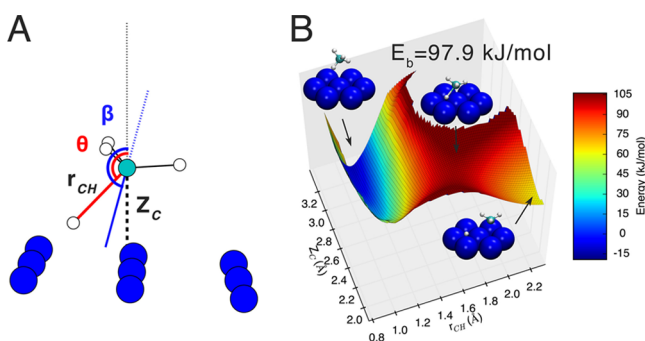 A
β
θ
r_CH
Z_C
B
E_b=97.9 kJ/mol
3.2
3.0
2.8
2.6
2.4
2.2
2.0
Z_C(Å)
0.8
1.0
1.2
1.4
1.6
1.8
2.0
2.2
r_CH(Å)
105
90
75
60
45
30
15
0
-15
Energy (kJ/mol)